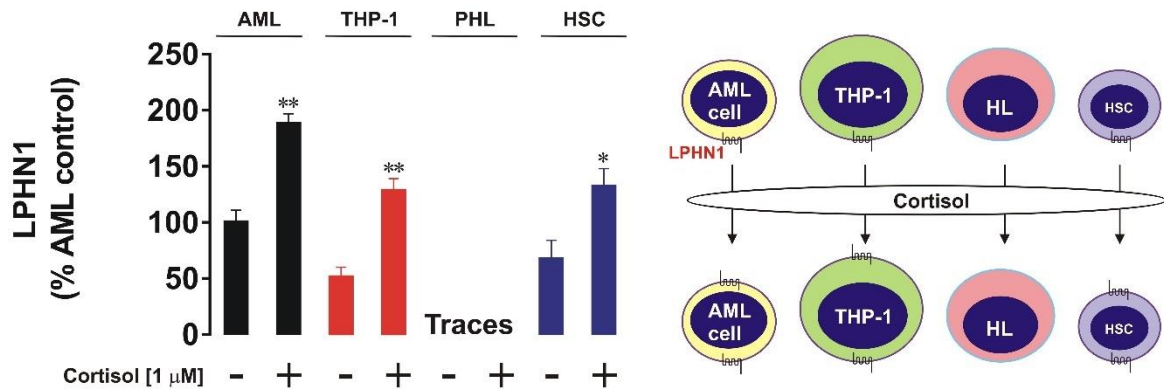 AML THP-1 PHL HSC
LPHN1
(% AML control)
250
200
150
100
50
0
**
**
*
Traces
Cortisol [1 µM] - + - + - + - +
AML cell
THP-1
HL
HSC
LPHN1
Cortisol
AML cell
THP-1
HL
HSC